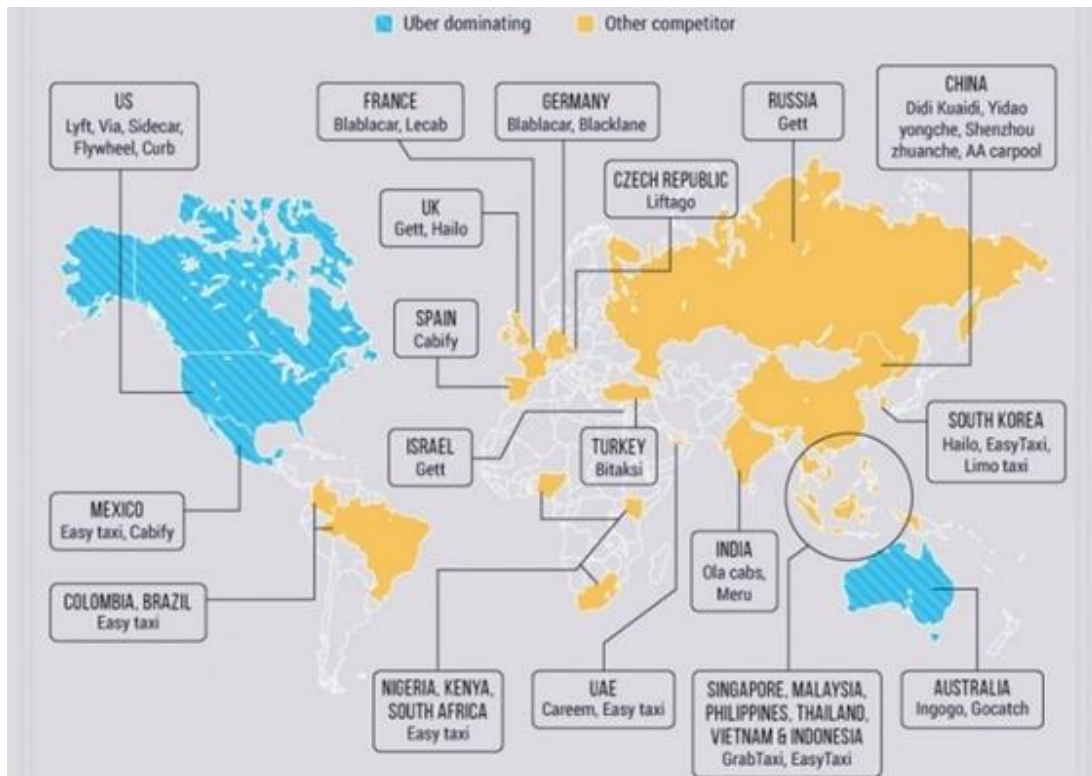 Uber dominating
Other competitor
US
Lyft, Via, Sidecar,
Flywheel, Curb
FRANCE
Blablacar, Lecab
GERMANY
Blablacar, Blacklane
RUSSIA
Gett
CHINA
Didi Kuaidi, Yidao
yongche, Shenzhou
zhuanche, AA carpool
CZECH REPUBLIC
Liftago
UK
Gett, Hailo
SPAIN
Cabify
ISRAEL
Gett
TURKEY
Bitaksi
SOUTH KOREA
Hailo, EasyTaxi,
Limo taxi
MEXICO
Easy taxi, Cabify
INDIA
Ola cabs,
Meru
COLOMBIA, BRAZIL
Easy taxi
NIGERIA, KENYA,
SOUTH AFRICA
Easy taxi
UAE
Careem, Easy taxi
SINGAPORE, MALAYSIA,
PHILIPPINES, THAILAND,
VIETNAM & INDONESIA
GrabTaxi, EasyTaxi
AUSTRALIA
Ingogo, Gocatch